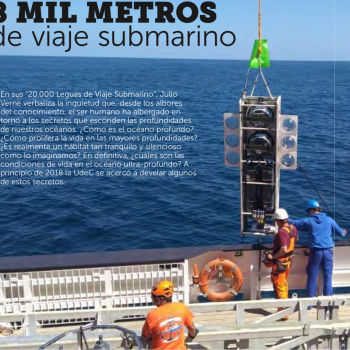 8 MIL METROS
de viaje submarino
En sus "20.000 Leguas de Viaje Submarino", Julio
Verne verbaliza la inquietud que, desde los albores
del conocimiento, el ser humano ha albergado en
torno a los secretos que esconden las profundidades
de nuestros océanos. ¿Cómo es el océano profundo?
¿Cómo prolifera la vida en las mayores profundidades?
¿Es realmente un hábitat tan tranquilo y silencioso
como lo imaginamos? En definitiva, ¿cuáles son las
condiciones de vida en el océano ultra-profundo? A
principio de 2018 la UdeC se acercó a develar algunos
de estos secretos.